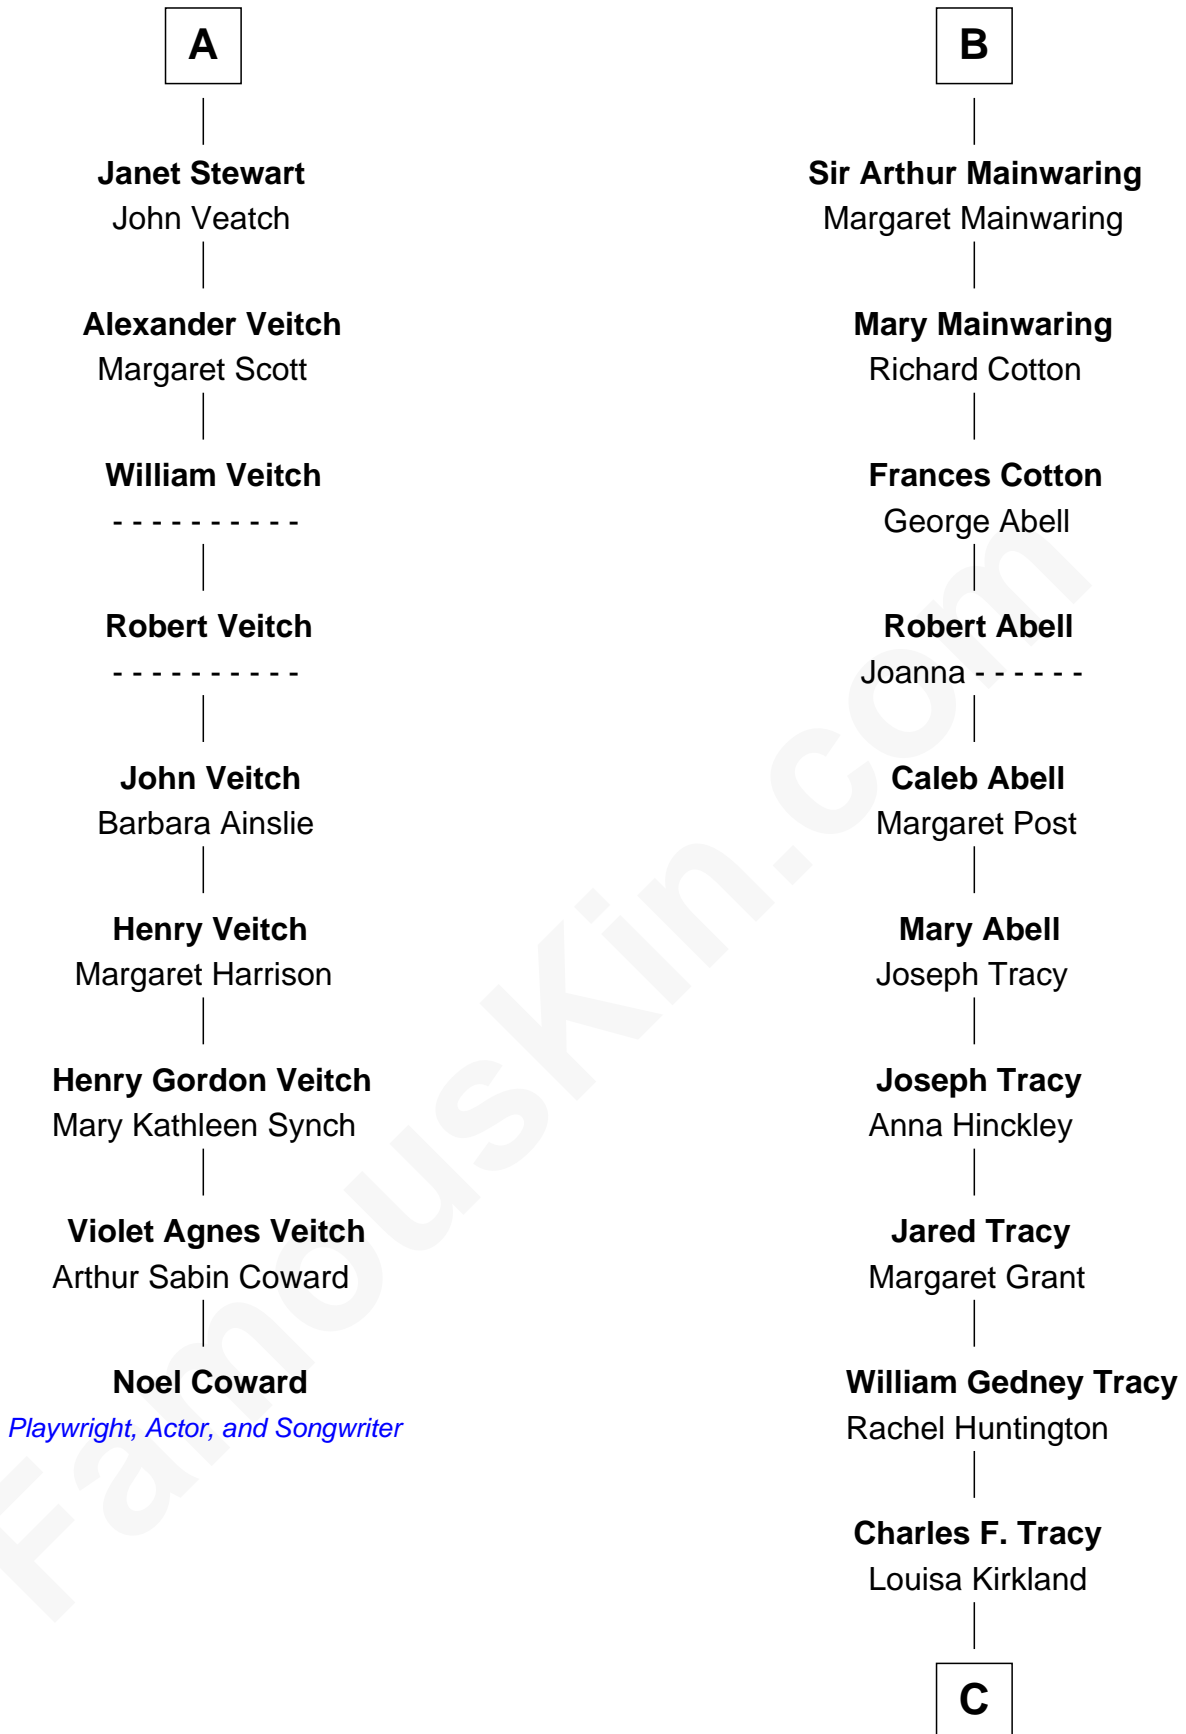 A
Janet Stewart
John Veatch
Alexander Veitch
Margaret Scott
William Veitch
- - - - - - - - - -
Robert Veitch
- - - - - - - - - -
John Veitch
Barbara Ainslie
Henry Veitch
Margaret Harrison
Henry Gordon Veitch
Mary Kathleen Synch
Violet Agnes Veitch
Arthur Sabin Coward
Noel Coward
Playwright, Actor, and Songwriter
B
Sir Arthur Mainwaring
Margaret Mainwaring
Mary Mainwaring
Richard Cotton
Frances Cotton
George Abell
Robert Abell
Joanna - - - - - -
Caleb Abell
Margaret Post
Mary Abell
Joseph Tracy
Joseph Tracy
Anna Hinckley
Jared Tracy
Margaret Grant
William Gedney Tracy
Rachel Huntington
Charles F. Tracy
Louisa Kirkland
C
FamousKin.com